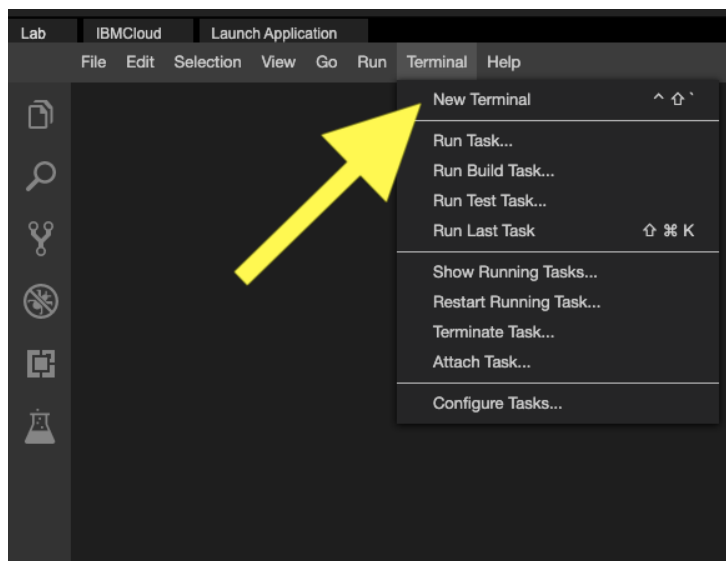 Lab IBMCloud Launch Application
File Edit Selection View Go Run Terminal Help
New Terminal ^ ⇧ `
Run Task...
Run Build Task...
Run Test Task...
Run Last Task ⇧ ⌘ K
Show Running Tasks...
Restart Running Task...
Terminate Task...
Attach Task...
Configure Tasks...